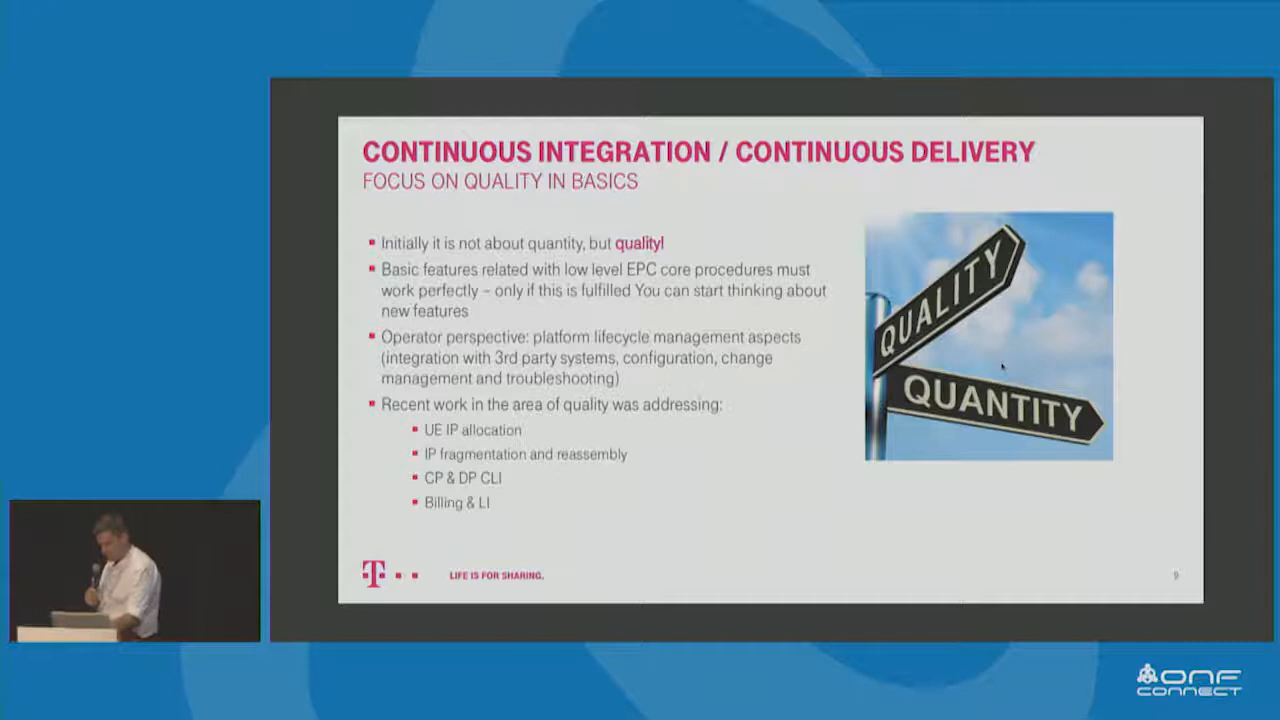 CONTINUOUS INTEGRATION / CONTINUOUS DELIVERY
FOCUS ON QUALITY IN BASICS
Initially it is not about quantity, but quality!
Basic features related with low level EPC core procedures must
work perfectly – only if this is fulfilled You can start thinking about
new features
Operator perspective: platform lifecycle management aspects
(integration with 3rd party systems, configuration, change
management and troubleshooting)
Recent work in the area of quality was addressing:
UE IP allocation
IP fragmentation and reassembly
CP & DP CLI
Billing & LI
QUALITY
QUANTITY
T
LIFE IS FOR SHARING.
9
ONF
CONNECT